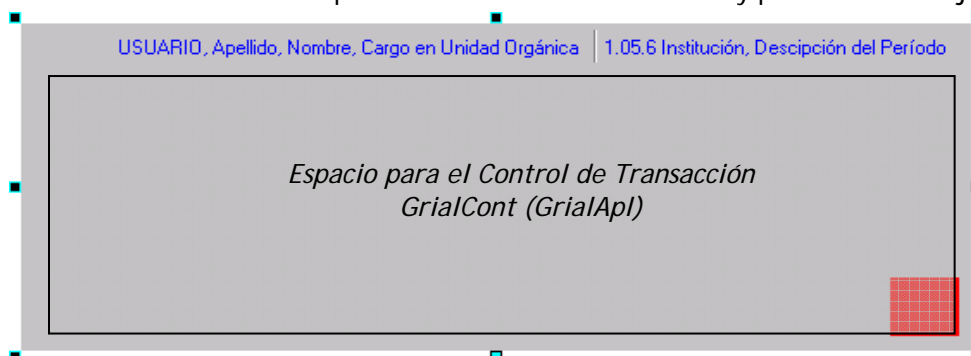 USUARIO, Apellido, Nombre, Cargo en Unidad Orgánica 1.05.6 Institución, Descipción del Período
Espacio para el Control de Transacción
GrialCont (GrialApl)